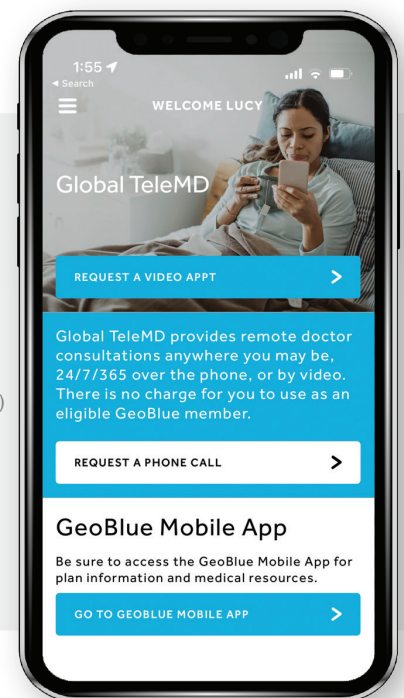 1:55
◄ Search
WELCOME LUCY
Global TeleMD
REQUEST A VIDEO APPT >
Global TeleMD provides remote doctor
consultations anywhere you may be,
24/7/365 over the phone, or by video.
There is no charge for you to use as an
eligible GeoBlue member.
)
REQUEST A PHONE CALL >
GeoBlue Mobile App
Be sure to access the GeoBlue Mobile App for
plan information and medical resources.
GO TO GEOBLUE MOBILE APP >